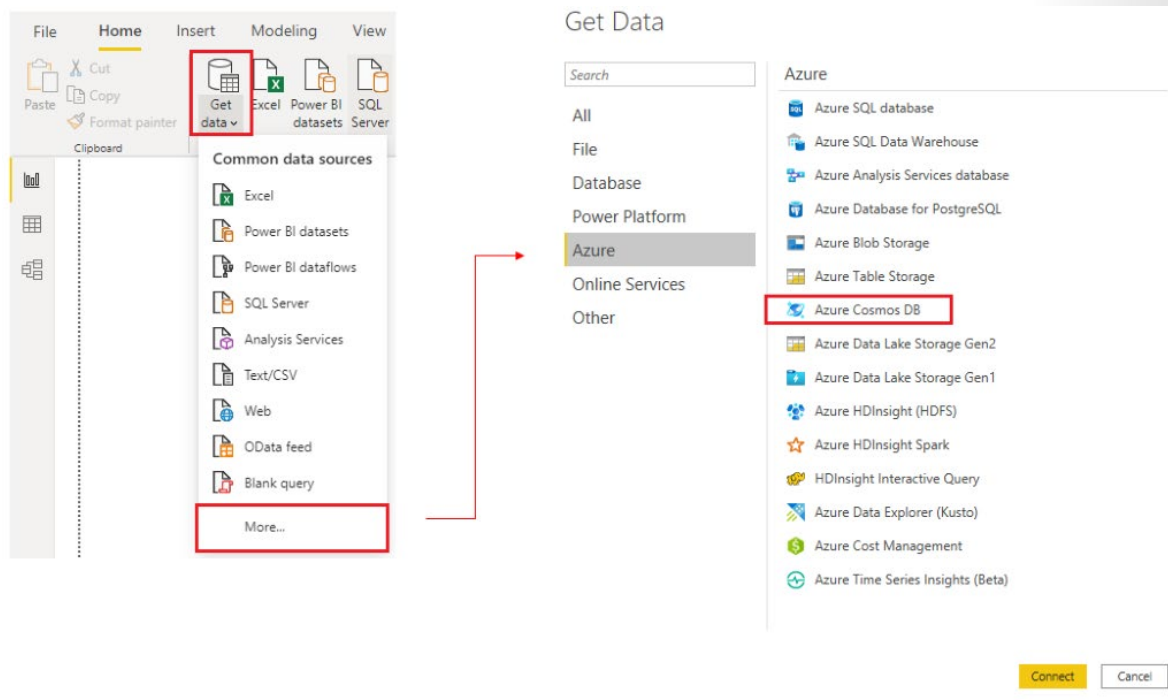 File Home Insert Modeling View
Paste
Cut
Copy
Format painter
Clipboard
Get data
Excel
Power BI datasets
SQL Server
Common data sources
Excel
Power BI datasets
Power BI dataflows
SQL Server
Analysis Services
Text/CSV
Web
OData feed
Blank query
More...
Get Data
Search
All
File
Database
Power Platform
Azure
Online Services
Other
Azure
Azure SQL database
Azure SQL Data Warehouse
Azure Analysis Services database
Azure Database for PostgreSQL
Azure Blob Storage
Azure Table Storage
Azure Cosmos DB
Azure Data Lake Storage Gen2
Azure Data Lake Storage Gen1
Azure HDInsight (HDFS)
Azure HDInsight Spark
HDInsight Interactive Query
Azure Data Explorer (Kusto)
Azure Cost Management
Azure Time Series Insights (Beta)
Connect Cancel